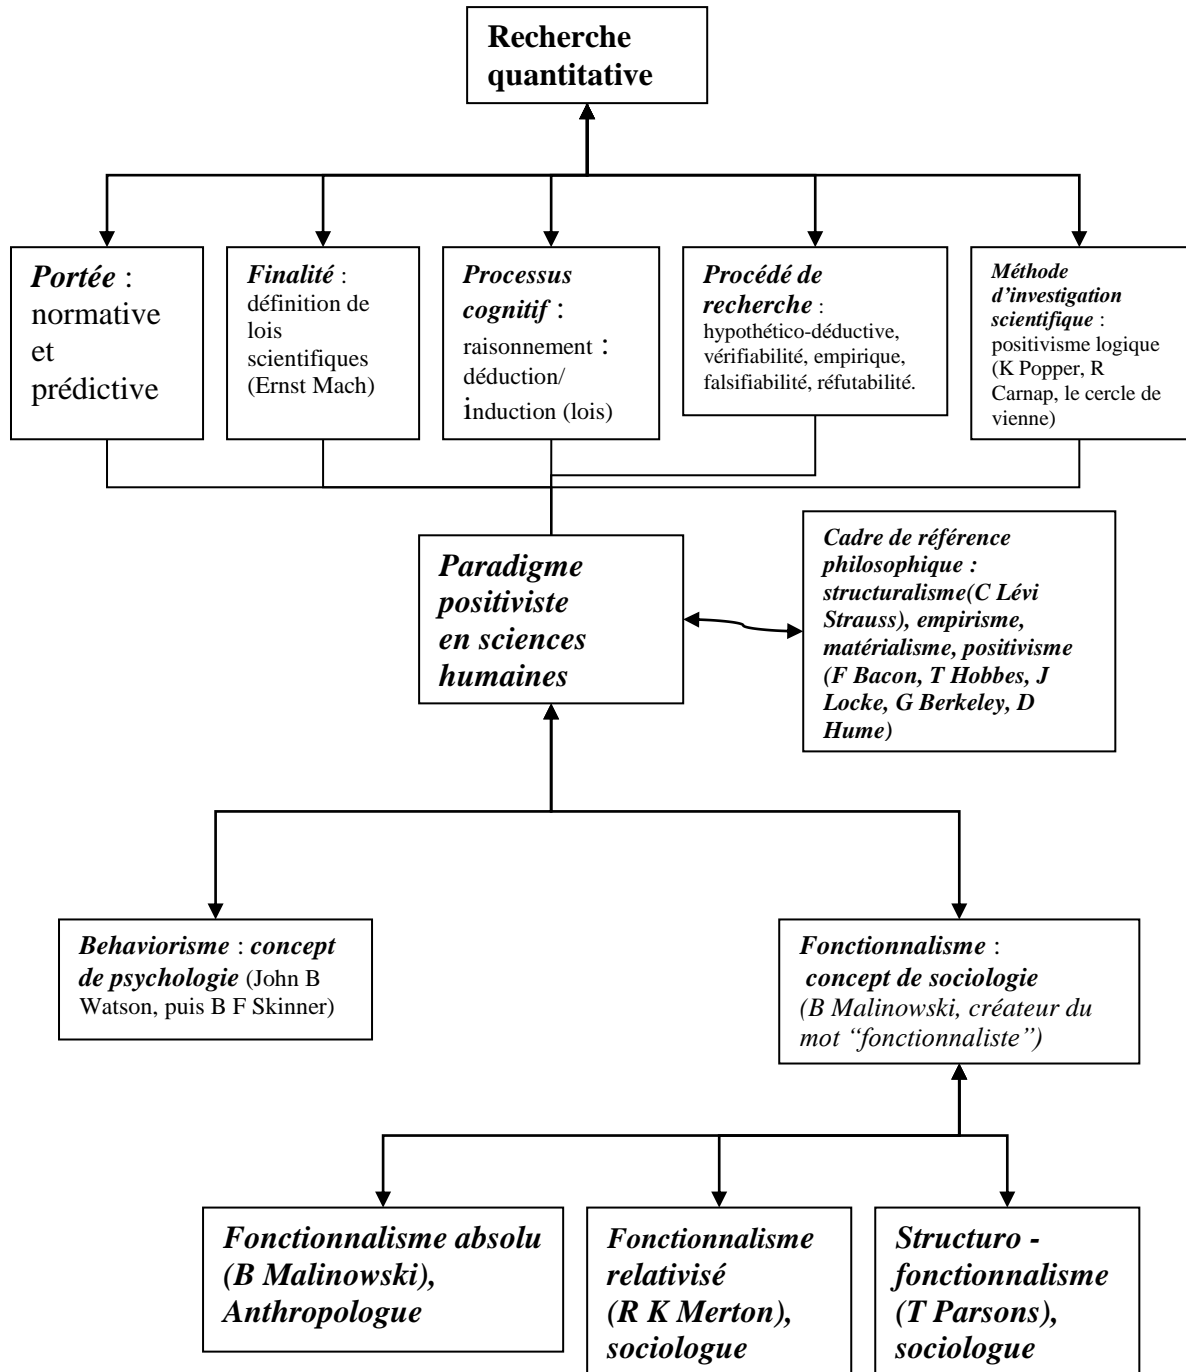 Recherche
quantitative
Portée :
normative
et
prédictive
Finalité :
définition de
lois
scientifiques
(Ernst Mach)
Processus
cognitif :
raisonnement :
déduction/
induction (lois)
Procédé de
recherche :
hypothético-déductive,
vérifiabilité, empirique,
falsifiabilité, réfutabilité.
Méthode
d’investigation
scientifique :
positivisme logique
(K Popper, R
Carnap, le cercle de
vienne)
Paradigme
positiviste
en sciences
humaines
Cadre de référence
philosophique :
structuralisme(C Lévi
Strauss), empirisme,
matérialisme, positivisme
(F Bacon, T Hobbes, J
Locke, G Berkeley, D
Hume)
Behaviorisme : concept
de psychologie (John B
Watson, puis B F Skinner)
Fonctionnalisme :
concept de sociologie
(B Malinowski, créateur du
mot “fonctionnaliste”)
Fonctionnalisme absolu
(B Malinowski),
Anthropologue
Fonctionnalisme
relativisé
(R K Merton),
sociologue
Structuro -
fonctionnalisme
(T Parsons),
sociologue